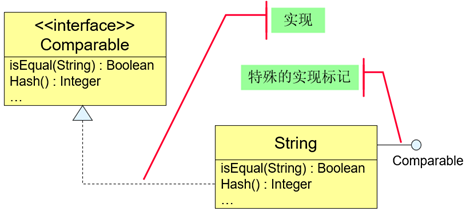 <<interface>>
Comparable
isEqual(String) : Boolean
Hash() : Integer
…
实现
特殊的实现标记
String
isEqual(String) : Boolean
Hash() : Integer
…
Comparable